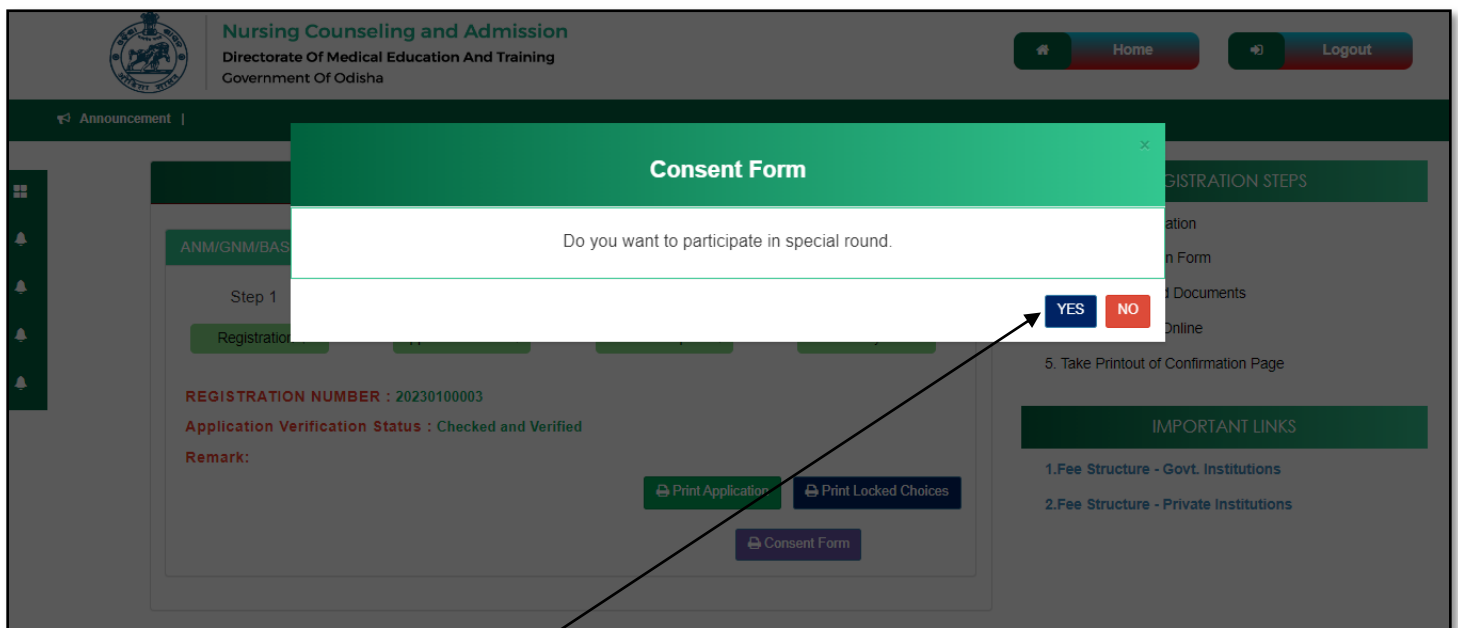 Nursing Counseling and Admission
Directorate Of Medical Education And Training
Government Of Odisha
Home
Logout
Announcement |
Consent Form
×
Do you want to participate in special round.
YES
NO
ANM/GNM/BAS
Step 1
Registration
REGISTRATION NUMBER : 20230100003
Application Verification Status : Checked and Verified
Remark:
Print Application
Print Locked Choices
Consent Form
GISTRATION STEPS
ation
n Form
Documents
Online
5. Take Printout of Confirmation Page
IMPORTANT LINKS
1.Fee Structure - Govt. Institutions
2.Fee Structure - Private Institutions